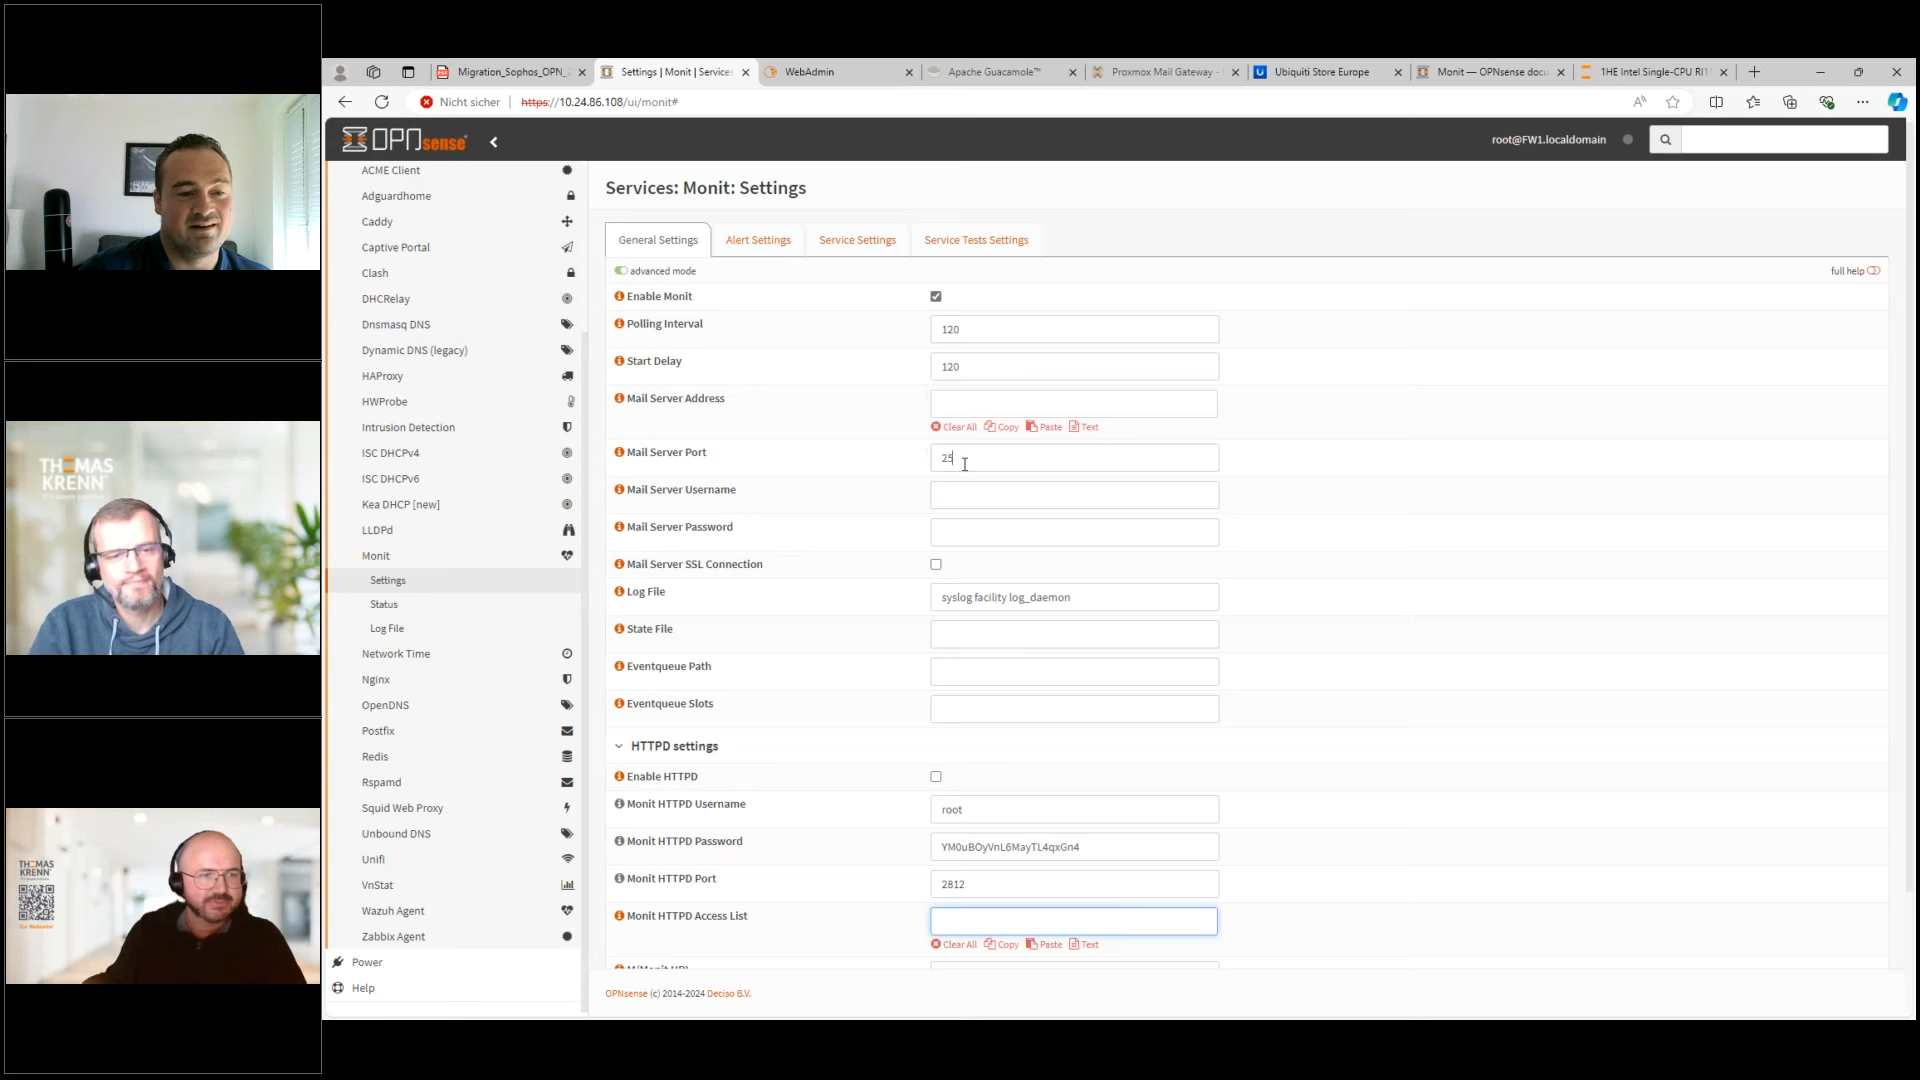 Migration_Sophos_OPN_
Settings | Monit | Services
WebAdmin
Apache Guacamole™
Proxmox Mail Gateway -
Ubiquiti Store Europe
Monit — OPNsense docu
1HE Intel Single-CPU RI1
Nicht sicher
https://10.24.86.108/ui/monit#
OPNsense
root@FW1.localdomain
ACME Client
Adguardhome
Caddy
Captive Portal
Clash
DHCRelay
Dnsmasq DNS
Dynamic DNS (legacy)
HAProxy
HWProbe
Intrusion Detection
ISC DHCPv4
ISC DHCPv6
Kea DHCP [new]
LLDPd
Monit
Settings
Status
Log File
Network Time
Nginx
OpenDNS
Postfix
Redis
Rspamd
Squid Web Proxy
Unbound DNS
Unifi
VnStat
Wazuh Agent
Zabbix Agent
Power
Help
Services: Monit: Settings
General Settings
Alert Settings
Service Settings
Service Tests Settings
advanced mode
full help
Enable Monit
Polling Interval
120
Start Delay
120
Mail Server Address
Clear All Copy Paste Text
Mail Server Port
25
Mail Server Username
Mail Server Password
Mail Server SSL Connection
Log File
syslog facility log_daemon
State File
Eventqueue Path
Eventqueue Slots
HTTPD settings
Enable HTTPD
Monit HTTPD Username
root
Monit HTTPD Password
YM0uBOyVnL6MayTL4qxGn4
Monit HTTPD Port
2812
Monit HTTPD Access List
Clear All Copy Paste Text
M/Monit URL
OPNsense (c) 2014-2024 Deciso B.V.
THOMAS
KRENN
THOMAS
KRENN